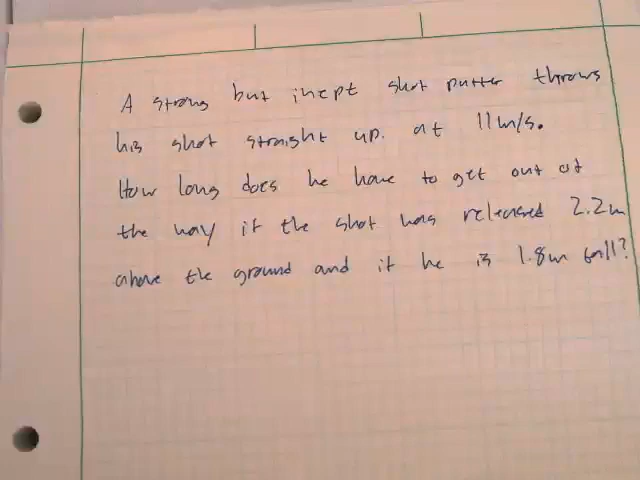 A strong but inept shot putter throws
his shot straight up. at 11m/s.
How long does he have to get out of
the way if the shot was released 2.2m
above the ground and if he is 1.8m tall?